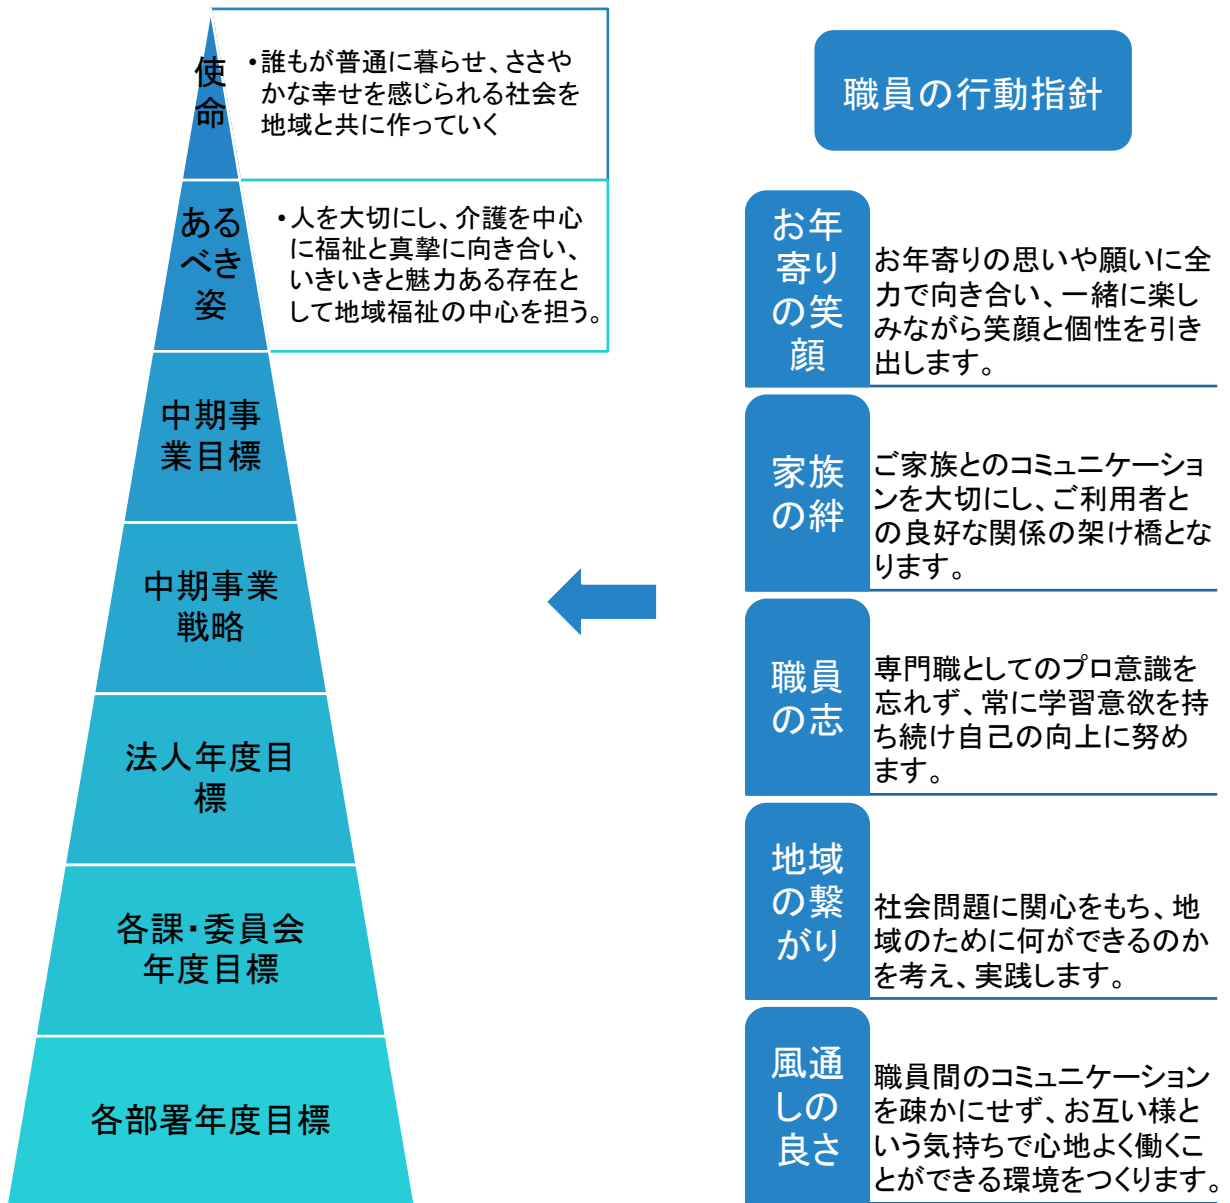 使
命
・誰もが普通に暮らせ、ささや
かな幸せを感じられる社会を
地域と共に作っていく
ある
べき
姿
・人を大切にし、介護を中心
に福祉と真摯に向き合い、
いきいきと魅力ある存在と
して地域福祉の中心を担う。
中期事
業目標
中期事業
戦略
法人年度目
標
各課・委員会
年度目標
各部署年度目標
職員の行動指針
お年
寄り
の笑
顔
お年寄りの思いや願いに全
力で向き合い、一緒に楽し
みながら笑顔と個性を引き
出します。
家族
の絆
ご家族とのコミュニケーショ
ンを大切にし、ご利用者と
の良好な関係の架け橋とな
ります。
職員
の志
専門職としてのプロ意識を
忘れず、常に学習意欲を持
ち続け自己の向上に努め
ます。
地域
の繋
がり
社会問題に関心をもち、地
域のために何ができるのか
を考え、実践します。
風通
しの
良さ
職員間のコミュニケーション
を疎かにせず、お互い様と
いう気持ちで心地よく働くこ
とができる環境をつくります。